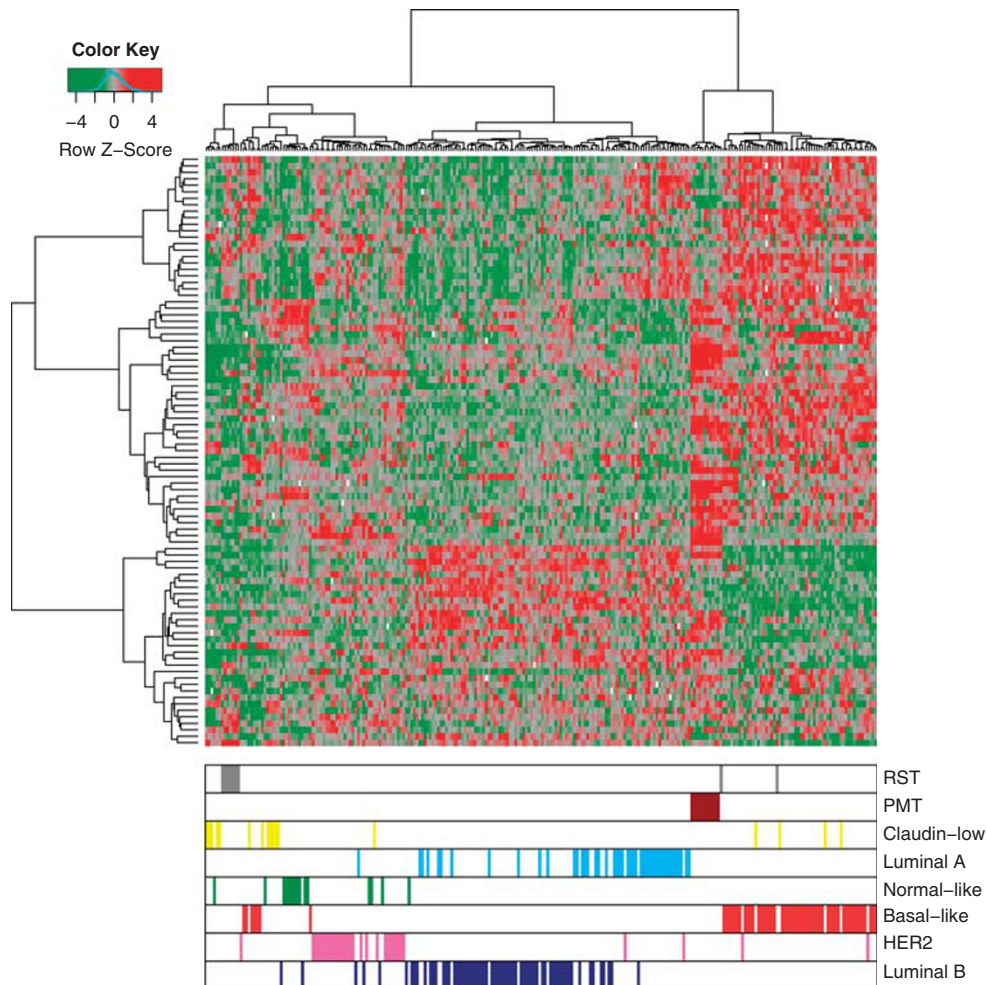 Color Key
−4 0 4
Row Z−Score
RST
PMT
Claudin−low
Luminal A
Normal−like
Basal−like
HER2
Luminal B